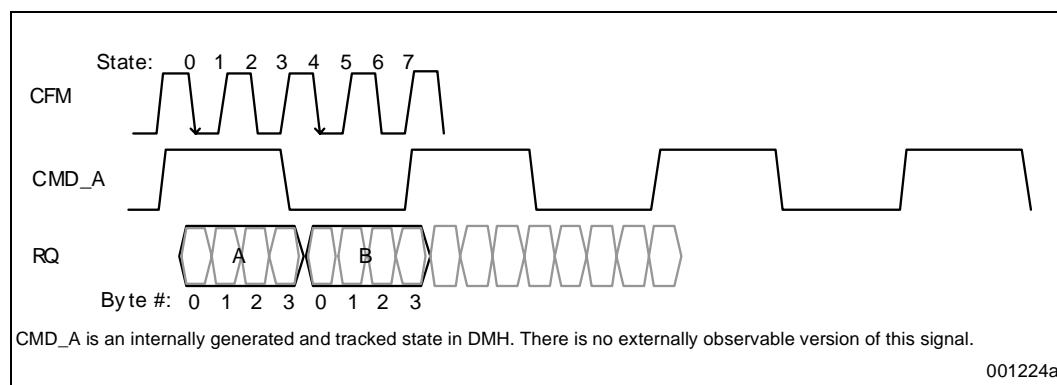 State: 0 1 2 3 4 5 6 7
CFM
CMD_A
RQ A B
Byte #: 0 1 2 3 0 1 2 3
CMD_A is an internally generated and tracked state in DMH. There is no externally observable version of this signal.
001224a